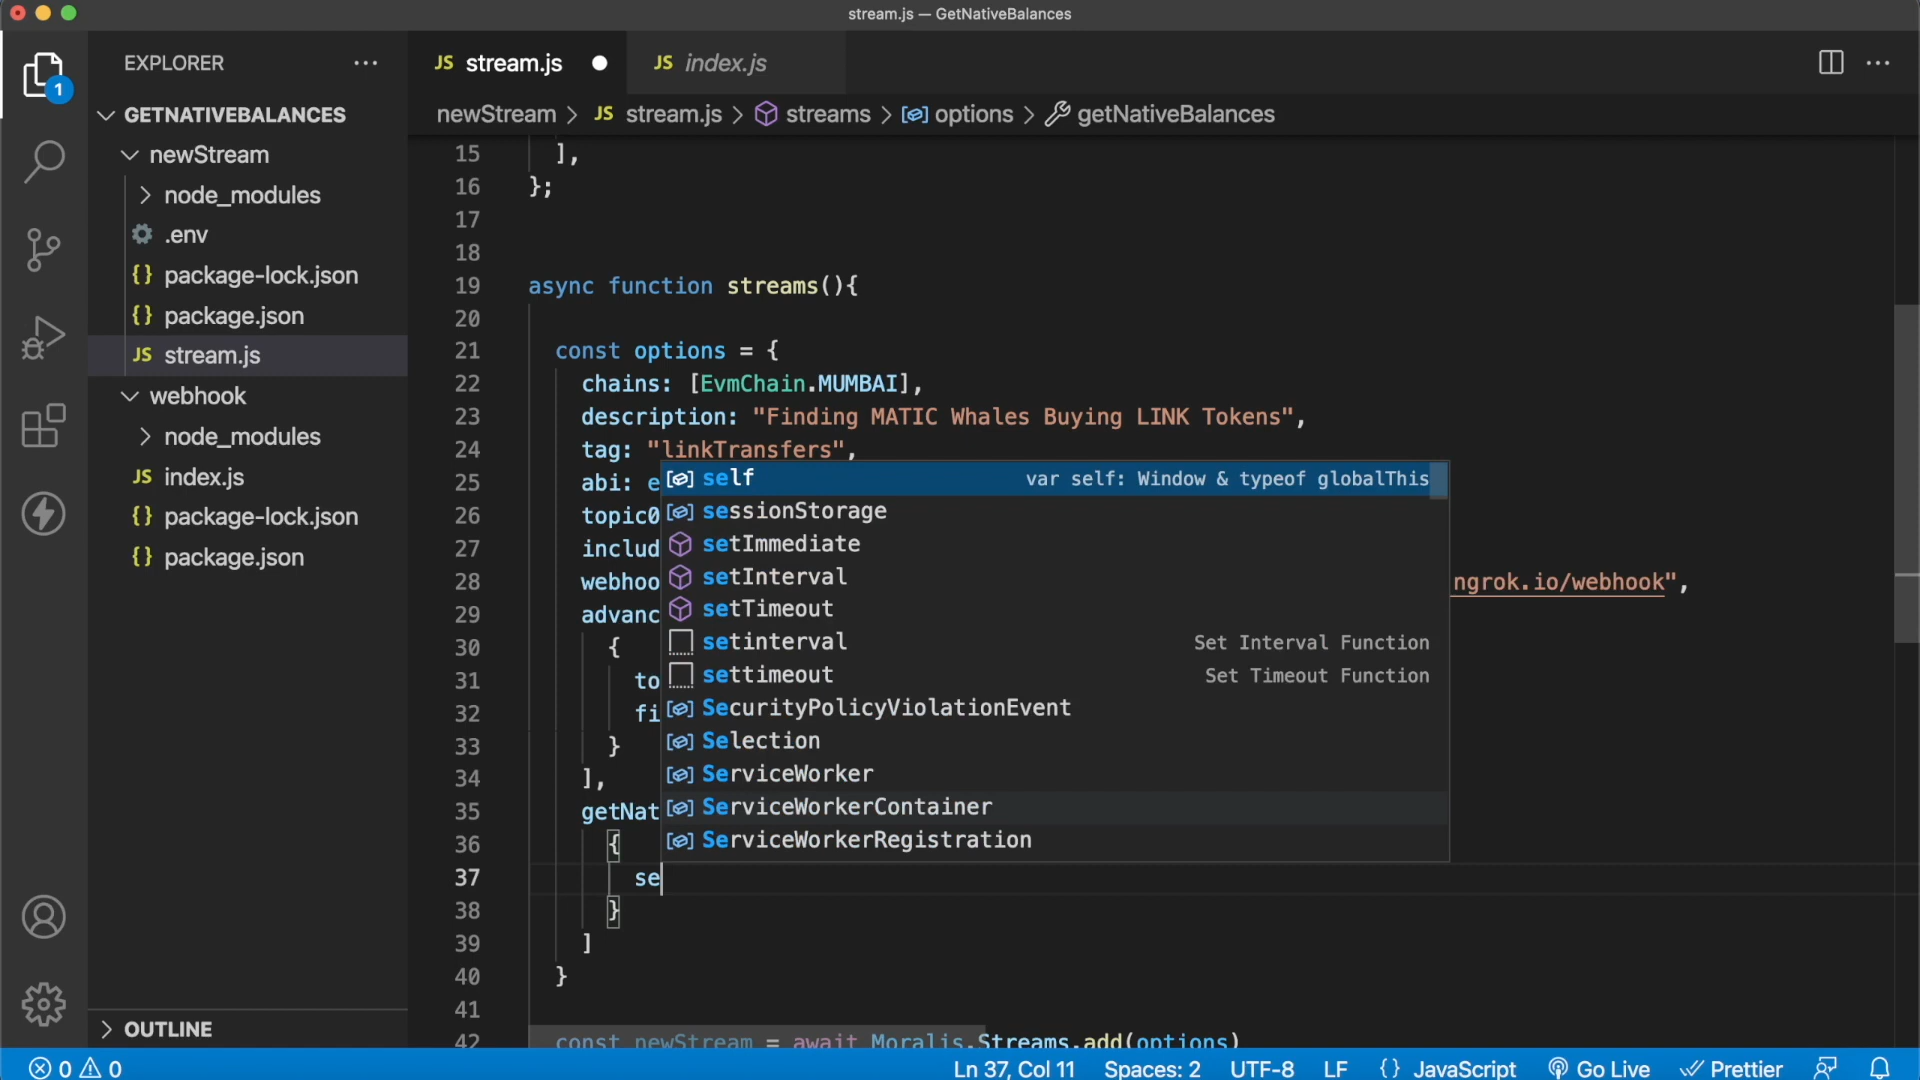 stream.js — GetNativeBalances
EXPLORER
JS stream.js
JS index.js
1
newStream > JS stream.js > streams > options > getNativeBalances
GETNATIVEBALANCES
newStream
node_modules
.env
{} package-lock.json
{} package.json
JS stream.js
webhook
node_modules
JS index.js
{} package-lock.json
{} package.json
OUTLINE
15 ],
16 };
17
18
19 async function streams(){
20
21 const options = {
22 chains: [EvmChain.MUMBAI],
23 description: "Finding MATIC Whales Buying LINK Tokens",
24 tag: "linkTransfers",
25 abi: e
26 topic0
27 includ
28 webhoo ngrok.io/webhook",
29 advanc
30 {
31 to
32 fi
33 }
34 ],
35 getNat
36 {
37 se
38 }
39 ]
40 }
41
42 const newStream = await Moralis.Streams.add(options)
self var self: Window & typeof globalThis
sessionStorage
setImmediate
setInterval
setTimeout
setinterval Set Interval Function
settimeout Set Timeout Function
SecurityPolicyViolationEvent
Selection
ServiceWorker
ServiceWorkerContainer
ServiceWorkerRegistration
0 0 Ln 37, Col 11 Spaces: 2 UTF-8 LF {} JavaScript Go Live Prettier